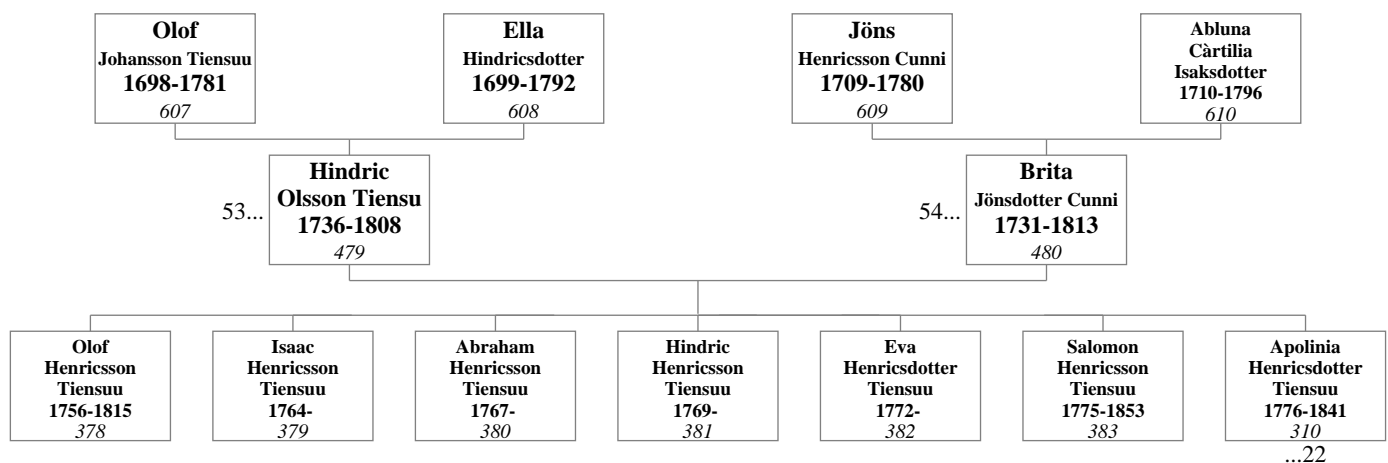 Olof
Johansson Tiensuu
1698-1781
607
Ella
Hindricsdotter
1699-1792
608
Jöns
Henricsson Cunni
1709-1780
609
Abluna
Càrtilia
Isaksdotter
1710-1796
610
53...
Hindric
Olsson Tiensu
1736-1808
479
54...
Brita
Jönsdotter Cunni
1731-1813
480
Olof
Henricsson
Tiensuu
1756-1815
378
Isaac
Henricsson
Tiensuu
1764-
379
Abraham
Henricsson
Tiensuu
1767-
380
Hindric
Henricsson
Tiensuu
1769-
381
Eva
Henricsdotter
Tiensuu
1772-
382
Salomon
Henricsson
Tiensuu
1775-1853
383
Apolinia
Henricsdotter
Tiensuu
1776-1841
310
...22